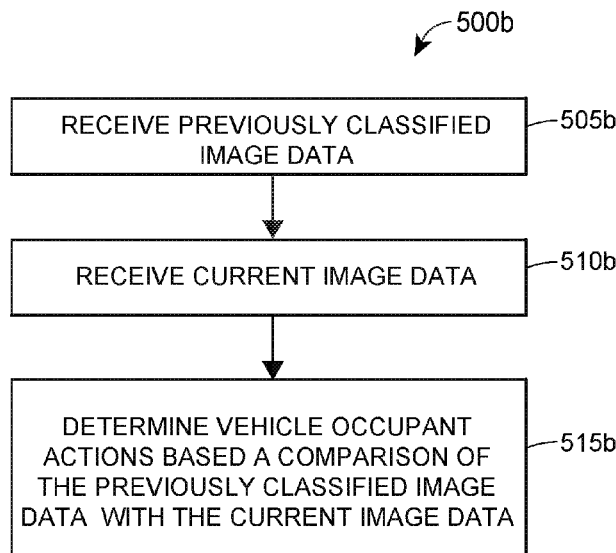 500b
RECEIVE PREVIOUSLY CLASSIFIED
IMAGE DATA
505b
RECEIVE CURRENT IMAGE DATA
510b
DETERMINE VEHICLE OCCUPANT
ACTIONS BASED A COMPARISON OF
THE PREVIOUSLY CLASSIFIED IMAGE
DATA WITH THE CURRENT IMAGE DATA
515b